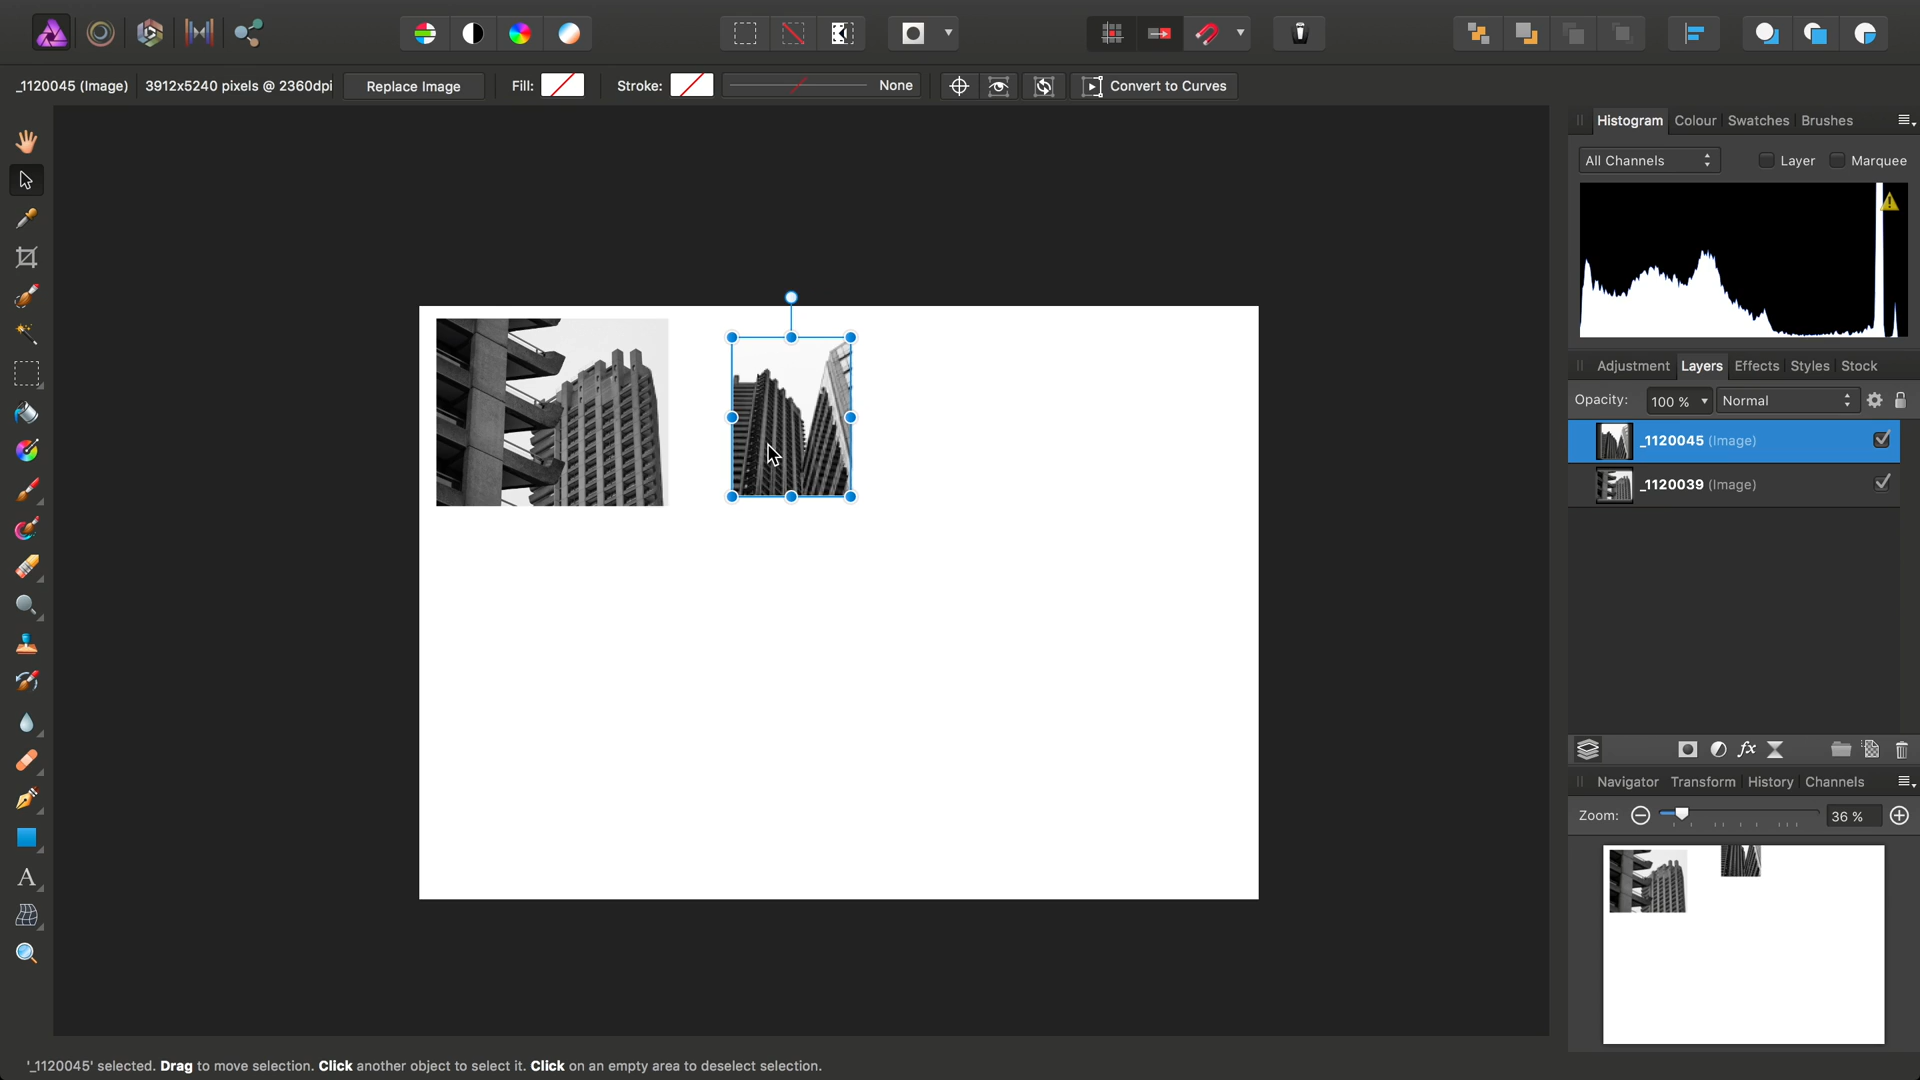 _1120045 (Image) 3912x5240 pixels @ 2360dpi Replace Image Fill: Stroke: None Convert to Curves
Histogram Colour Swatches Brushes
All Channels Layer Marquee
Adjustment Layers Effects Styles Stock
Opacity: 100 % Normal
_1120045 (Image)
_1120039 (Image)
fx
Navigator Transform History Channels
Zoom: 36 %
A
'_1120045' selected. Drag to move selection. Click another object to select it. Click on an empty area to deselect selection.